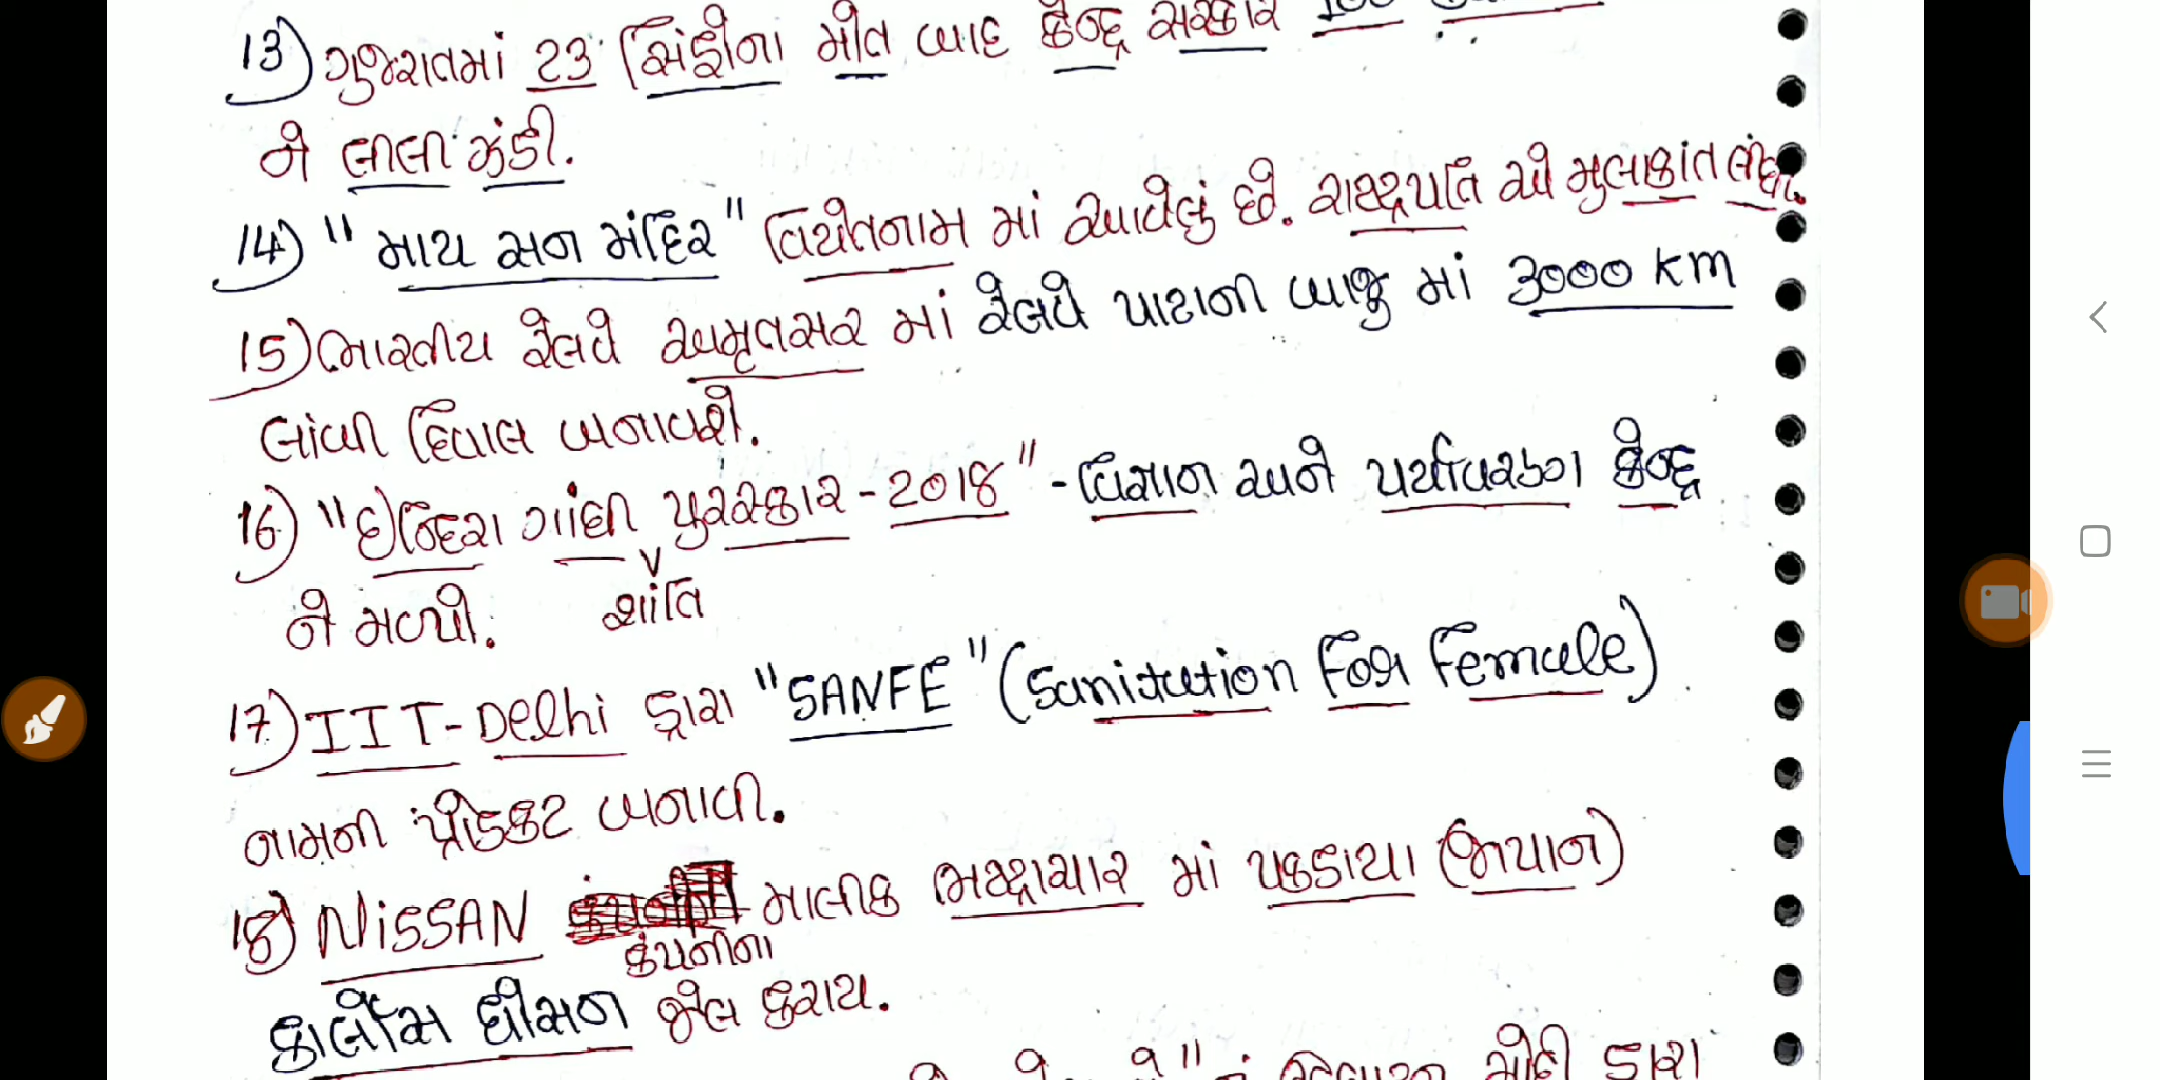 13) ગુજરાતમાં 23 સિંહોના મોત બાદ કેન્દ્ર સરકારે
ને લીલી ઝંડી.
14) "માય સન મંદિર" વિયેતનામ માં આવેલું છે. રાષ્ટ્રપતિ એ મુલાકાત લીધી.
15) ભારતીય રેલવે અમૃતસર માં રેલવે પાટાની બાજુ માં 3000 km
લાંબી દિવાલ બનાવશે.
16) "ઇન્દિરા ગાંધી પુરસ્કાર - 2018" - વિજ્ઞાન અને પર્યાવરણ કેન્દ્ર
ને મળ્યો. શાંતિ
17) IIT-Delhi દ્વારા "SANFE" (Sanitation For Female)
નામની પ્રોડક્ટ બનાવી.
18) NiSSAN માલીક ભ્રષ્ટાચાર માં પકડાયા (જાપાન)
કંપનીના
કાર્લોસ ઘોસન જેલ કરાય.